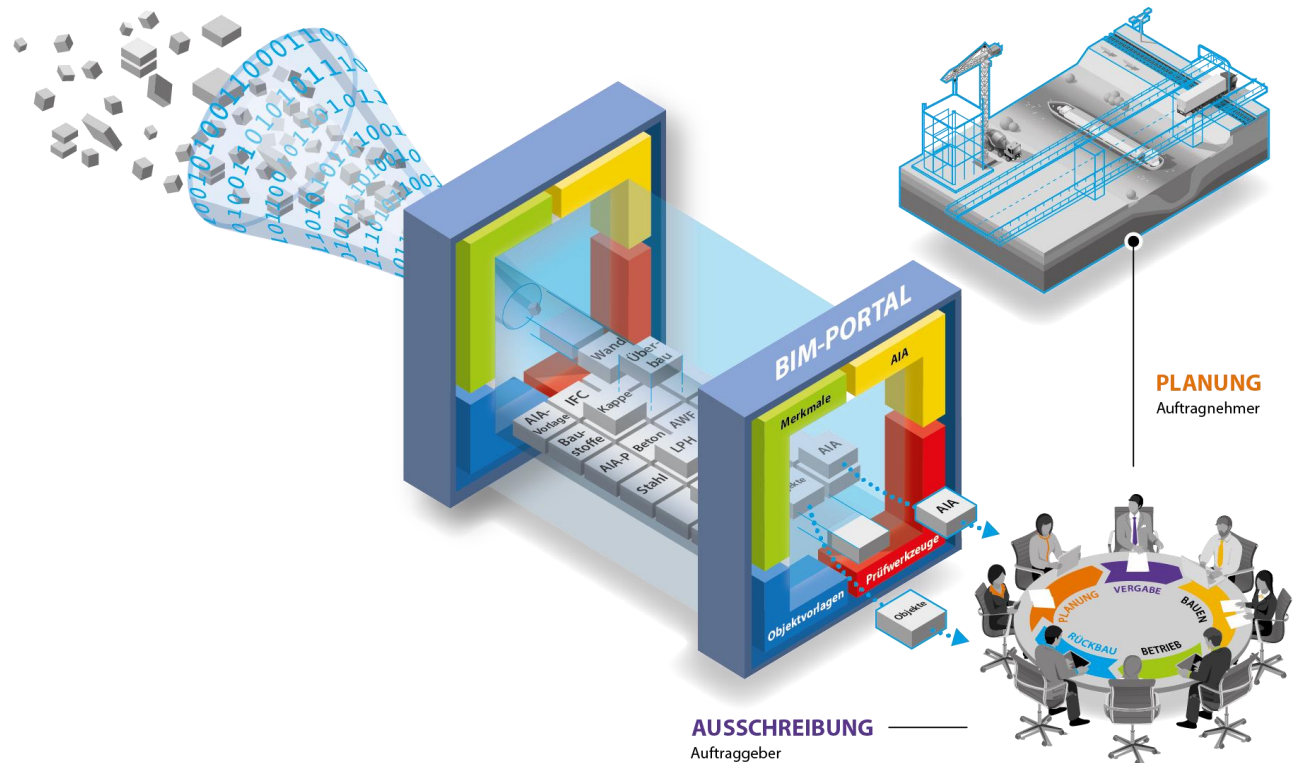 BIM-PORTAL
Merkmale
AIA
Objektvorlagen
Prüfwerkzeuge
Wand
Über-
bau
IFC
Kappe
AIA-
Vorlage
Bau-
stoffe
Beton
AWF
AIA-P
LPH
Stahl
AIA
AIA
Objekte
PLANUNG
Auftragnehmer
PLANUNG
VERGABE
BAUEN
BETRIEB
RÜCKBAU
AUSSCHREIBUNG
Auftraggeber